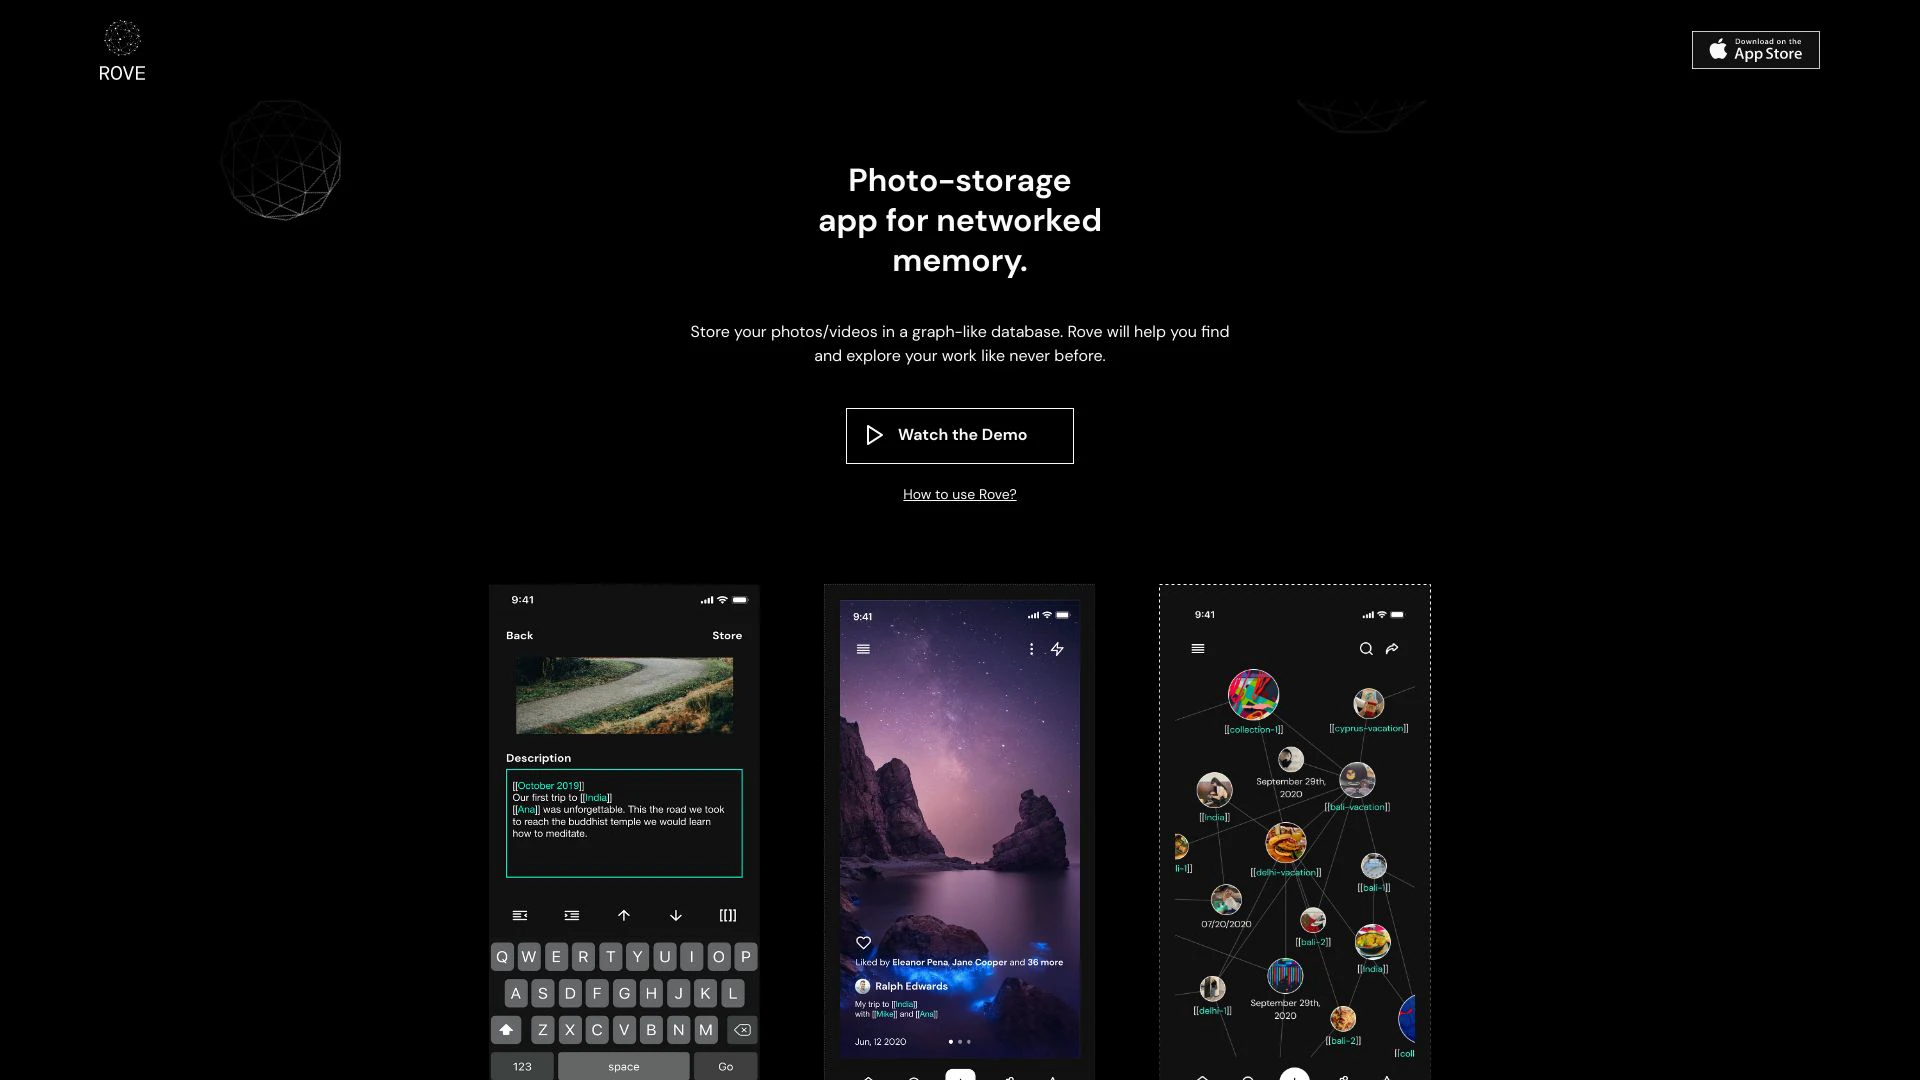 ROVE
Download on the
App Store
Photo-storage
app for networked
memory.
Store your photos/videos in a graph-like database. Rove will help you find
and explore your work like never before.
Watch the Demo
How to use Rove?
9:41
Back
Store
Description
[[October 2019]]
Our first trip to [[India]]
[[Ana]] was unforgettable. This the road we took
to reach the buddhist temple we would learn
how to meditate.
[[]]
Q W E R T Y U I O P
A S D F G H J K L
Z X C V B N M
123
space
Go
9:41
Liked by Eleanor Pena, Jane Cooper and 36 more
Ralph Edwards
My trip to [[India]]
with [[Mike]] and [[Ana]]
Jun, 12 2020
9:41
[[collection-1]]
[[cyprus-vacation]]
September 29th,
2020
[[bali-vacation]]
[[India]]
li-1]]
[[delhi-vacation]]
[[bali-1]]
07/20/2020
[[bali-2]]
[[India]]
[[delhi-1]]
September 29th,
2020
[[bali-2]]
[[coll